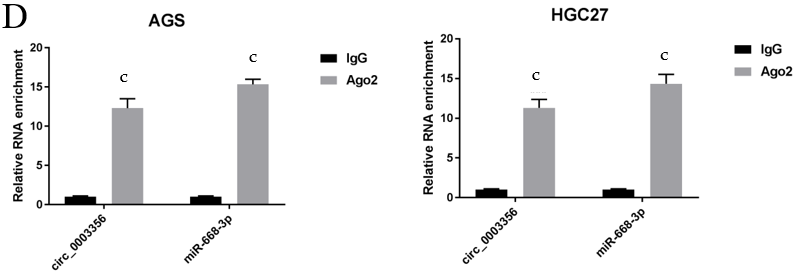 D
AGS
Relative RNA enrichment
20
15
10
5
0
c
c
circ_0003356
miR-668-3p
IgG
Ago2
HGC27
Relative RNA enrichment
20
15
10
5
0
c
c
circ_0003356
miR-668-3p
IgG
Ago2